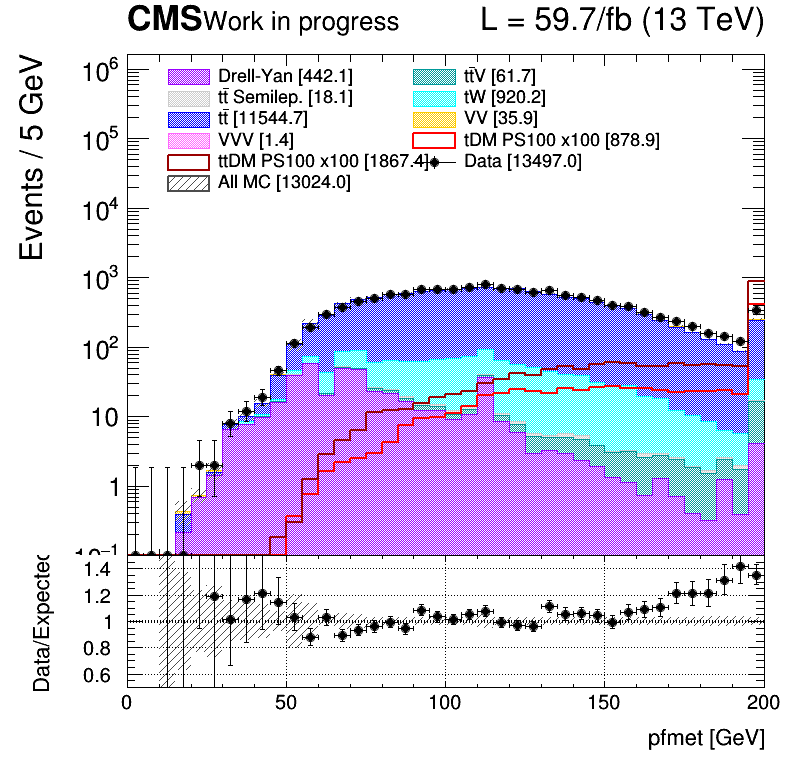 CMS Work in progress L = 59.7/fb (13 TeV)
Events / 5 GeV
10⁶
10⁵
10⁴
10³
10²
10
1
10⁻¹
Drell-Yan [442.1]
tt̄V [61.7]
tt̄ Semilep. [18.1]
tW [920.2]
tt̄ [11544.7]
VV [35.9]
VVV [1.4]
tDM PS100 x100 [878.9]
ttDM PS100 x100 [1867.4]
Data [13497.0]
All MC [13024.0]
Data/Expected
1.4
1.2
1
0.8
0.6
0 50 100 150 200
pfmet [GeV]